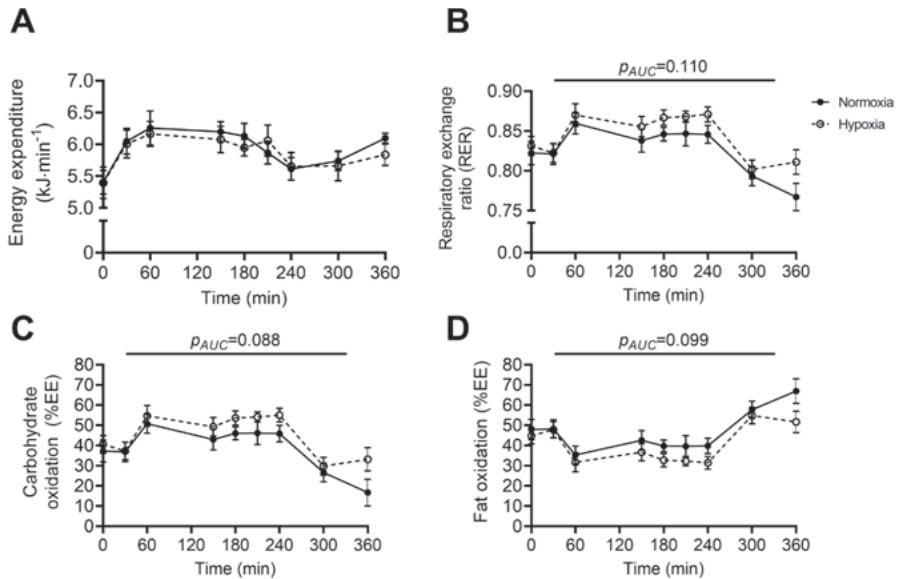 A
Energy expenditure
(kJ·min⁻¹)
7.0
6.5
6.0
5.5
5.0
0
0 60 120 180 240 300 360
Time (min)
B
pAUC=0.110
Respiratory exchange
ratio (RER)
0.90
0.85
0.80
0.75
0.0
0 60 120 180 240 300 360
Time (min)
Normoxia
Hypoxia
C
pAUC=0.088
Carbohydrate
oxidation (%EE)
80
70
60
50
40
30
20
10
0
0 60 120 180 240 300 360
Time (min)
D
pAUC=0.099
Fat oxidation (%EE)
80
70
60
50
40
30
20
10
0
0 60 120 180 240 300 360
Time (min)